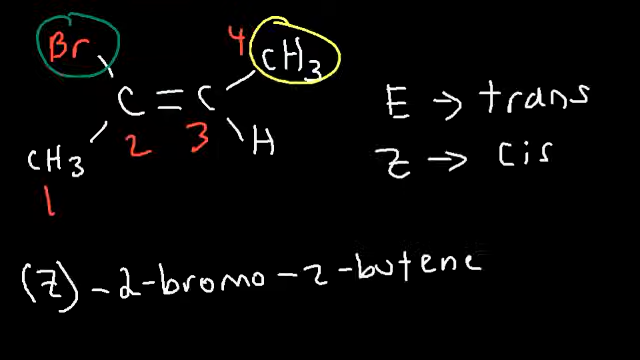 Br 4 CH3
C = C E → trans
CH3 2 3 H Z → cis
1
(Z) - 2-bromo - 2-butene